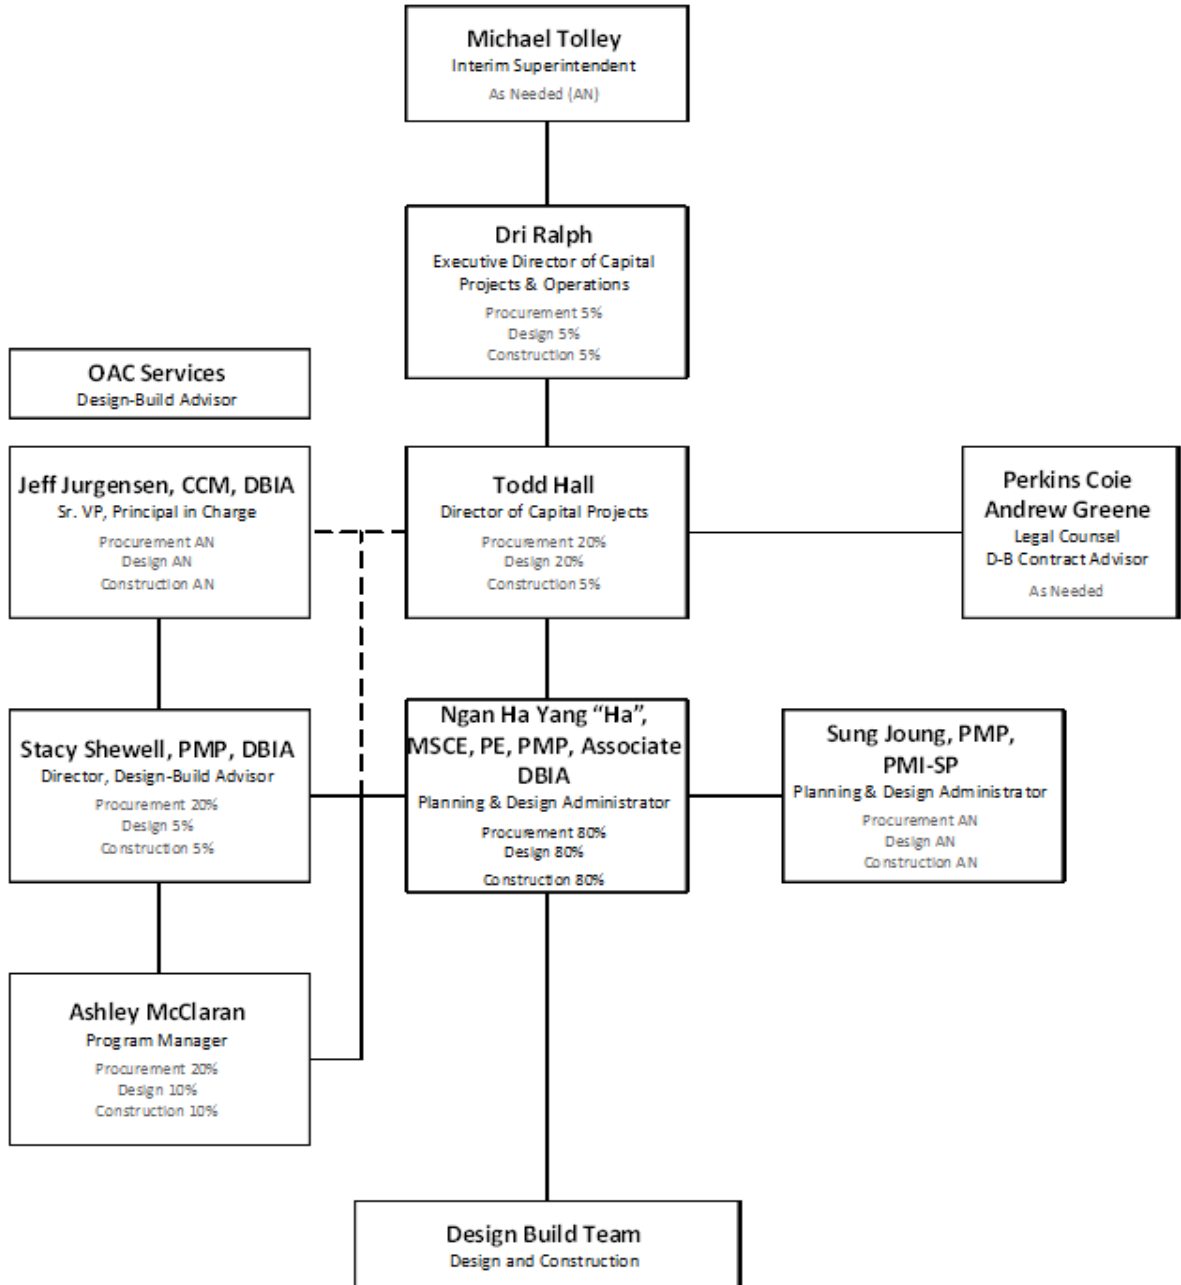 Michael Tolley
Interim Superintendent
As Needed (AN)
Dri Ralph
Executive Director of Capital
Projects & Operations
Procurement 5%
Design 5%
Construction 5%
OAC Services
Design-Build Advisor
Jeff Jurgensen, CCM, DBIA
Sr. VP, Principal in Charge
Procurement AN
Design AN
Construction AN
Todd Hall
Director of Capital Projects
Procurement 20%
Design 20%
Construction 5%
Perkins Coie
Andrew Greene
Legal Counsel
D-B Contract Advisor
As Needed
Stacy Shewell, PMP, DBIA
Director, Design-Build Advisor
Procurement 20%
Design 5%
Construction 5%
Ngan Ha Yang “Ha”,
MSCE, PE, PMP, Associate
DBIA
Planning & Design Administrator
Procurement 80%
Design 80%
Construction 80%
Sung Joung, PMP,
PMI-SP
Planning & Design Administrator
Procurement AN
Design AN
Construction AN
Ashley McClaran
Program Manager
Procurement 20%
Design 10%
Construction 10%
Design Build Team
Design and Construction